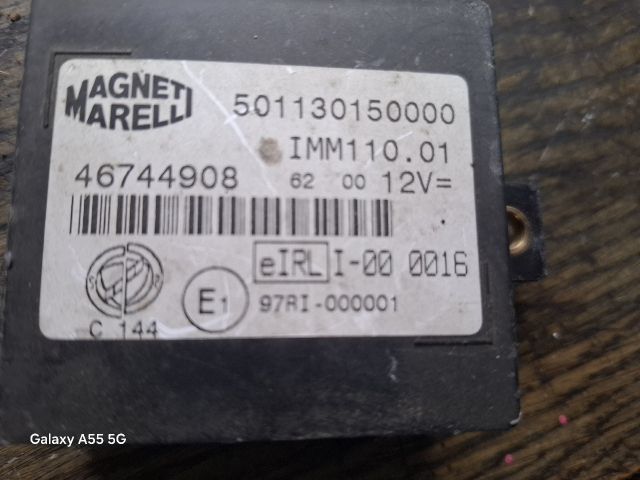 MAGNETI
MARELLI
501130150000
IMM110.01
46744908
62 00 12V=
eIRL I-00 0016
E1
97RI-000001
C 144
Galaxy A55 5G